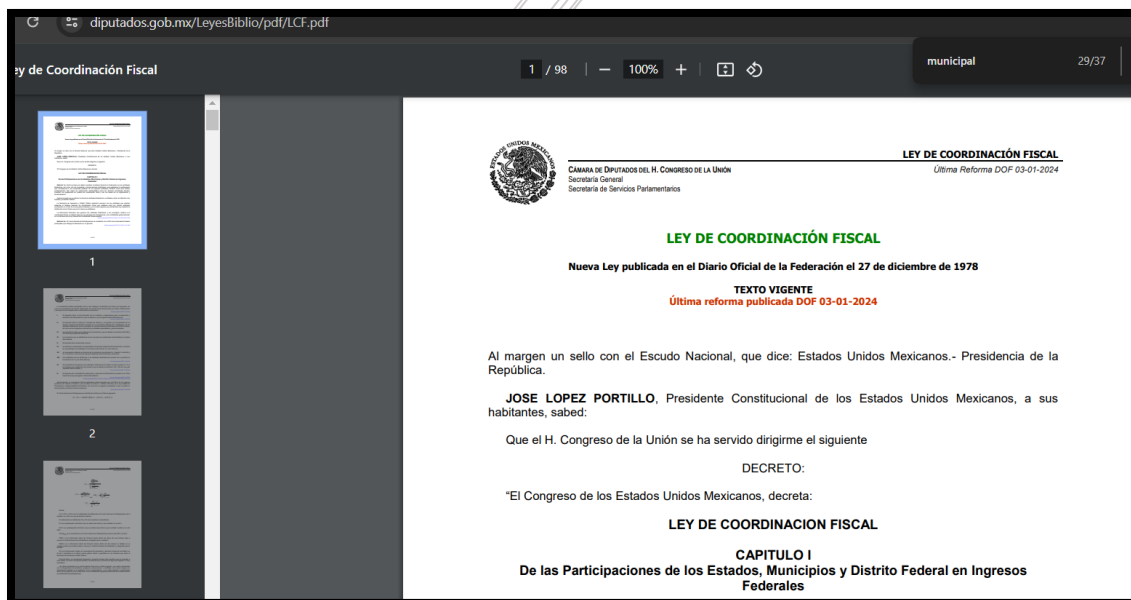 diputados.gob.mx/LeyesBiblio/pdf/LCF.pdf
ey de Coordinación Fiscal
1 / 98
100%
municipal
29/37
1
2
ESTADOS UNIDOS MEXICANOS
CÁMARA DE DIPUTADOS DEL H. CONGRESO DE LA UNIÓN
Secretaría General
Secretaría de Servicios Parlamentarios
LEY DE COORDINACIÓN FISCAL
Última Reforma DOF 03-01-2024
LEY DE COORDINACIÓN FISCAL
Nueva Ley publicada en el Diario Oficial de la Federación el 27 de diciembre de 1978
TEXTO VIGENTE
Última reforma publicada DOF 03-01-2024
Al margen un sello con el Escudo Nacional, que dice: Estados Unidos Mexicanos.- Presidencia de la
República.
JOSE LOPEZ PORTILLO, Presidente Constitucional de los Estados Unidos Mexicanos, a sus
habitantes, sabed:
Que el H. Congreso de la Unión se ha servido dirigirme el siguiente
DECRETO:
“El Congreso de los Estados Unidos Mexicanos, decreta:
LEY DE COORDINACION FISCAL
CAPITULO I
De las Participaciones de los Estados, Municipios y Distrito Federal en Ingresos
Federales